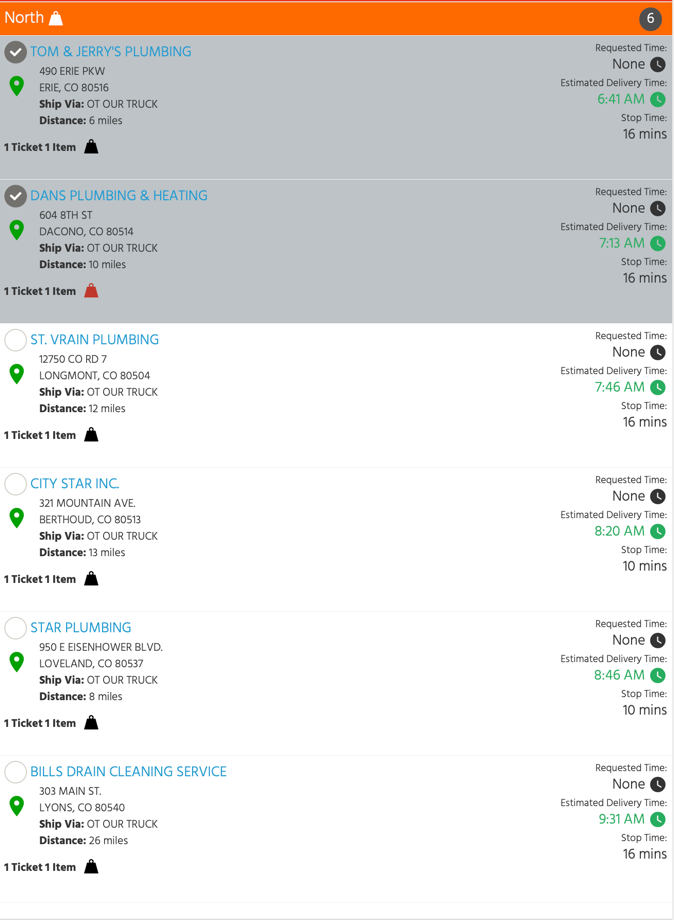 North
6
TOM & JERRY'S PLUMBING
490 ERIE PKW
ERIE, CO 80516
Ship Via: OT OUR TRUCK
Distance: 6 miles
1 Ticket 1 Item
Requested Time:
None
Estimated Delivery Time:
6:41 AM
Stop Time:
16 mins
DANS PLUMBING & HEATING
604 8TH ST
DACONO, CO 80514
Ship Via: OT OUR TRUCK
Distance: 10 miles
1 Ticket 1 Item
Requested Time:
None
Estimated Delivery Time:
7:13 AM
Stop Time:
16 mins
ST. VRAIN PLUMBING
12750 CO RD 7
LONGMONT, CO 80504
Ship Via: OT OUR TRUCK
Distance: 12 miles
1 Ticket 1 Item
Requested Time:
None
Estimated Delivery Time:
7:46 AM
Stop Time:
16 mins
CITY STAR INC.
321 MOUNTAIN AVE.
BERTHOUD, CO 80513
Ship Via: OT OUR TRUCK
Distance: 13 miles
1 Ticket 1 Item
Requested Time:
None
Estimated Delivery Time:
8:20 AM
Stop Time:
10 mins
STAR PLUMBING
950 E EISENHOWER BLVD.
LOVELAND, CO 80537
Ship Via: OT OUR TRUCK
Distance: 8 miles
1 Ticket 1 Item
Requested Time:
None
Estimated Delivery Time:
8:46 AM
Stop Time:
10 mins
BILLS DRAIN CLEANING SERVICE
303 MAIN ST.
LYONS, CO 80540
Ship Via: OT OUR TRUCK
Distance: 26 miles
1 Ticket 1 Item
Requested Time:
None
Estimated Delivery Time:
9:31 AM
Stop Time:
16 mins